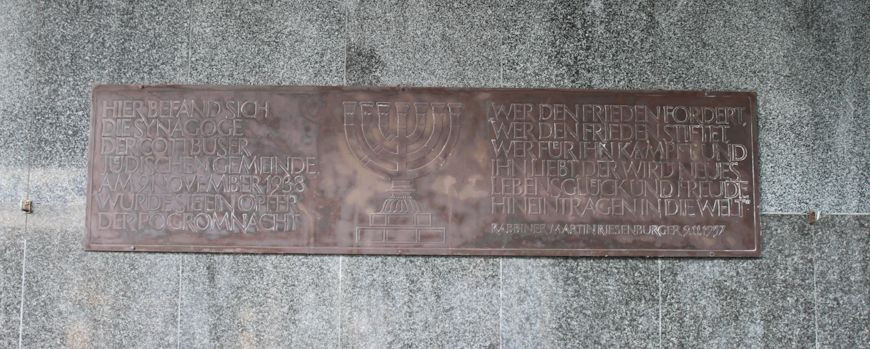 HIER BEFAND SICH
DIE SYNAGOGE
DER COTTBUSER
JÜDISCHEN GEMEINDE.
AM 9. NOVEMBER 1938
WURDE SIE EIN OPFER
DER POGROMNACHT
WER DEN FRIEDEN FÖRDERT,
WER DEN FRIEDEN STIFTET,
WER FÜR IHN KÄMPFT UND
IHN LIEBT, DER WIRD NEUES
LEBENSGLÜCK UND FREUDE
HINEINTRAGEN IN DIE WELT
RABBINER MARTIN RIESENBURGER 9.11.1957